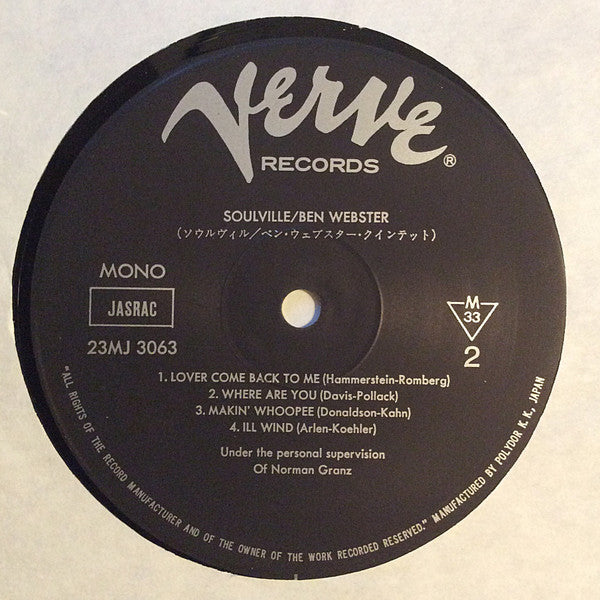 Verve
RECORDS®
SOULVILLE/BEN WEBSTER
(ソウルヴィル/ベン・ウェブスター・クインテット)
MONO
JASRAC
23MJ 3063
M
33
2
1. LOVER COME BACK TO ME (Hammerstein-Romberg)
2. WHERE ARE YOU (Davis-Pollack)
3. MAKIN' WHOOPEE (Donaldson-Kahn)
4. ILL WIND (Arlen-Koehler)
Under the personal supervision
Of Norman Granz
"ALL RIGHTS OF THE RECORD MANUFACTURER AND OF THE OWNER OF THE WORK RECORDED RESERVED." MANUFACTURED BY POLYDOR K. K., JAPAN